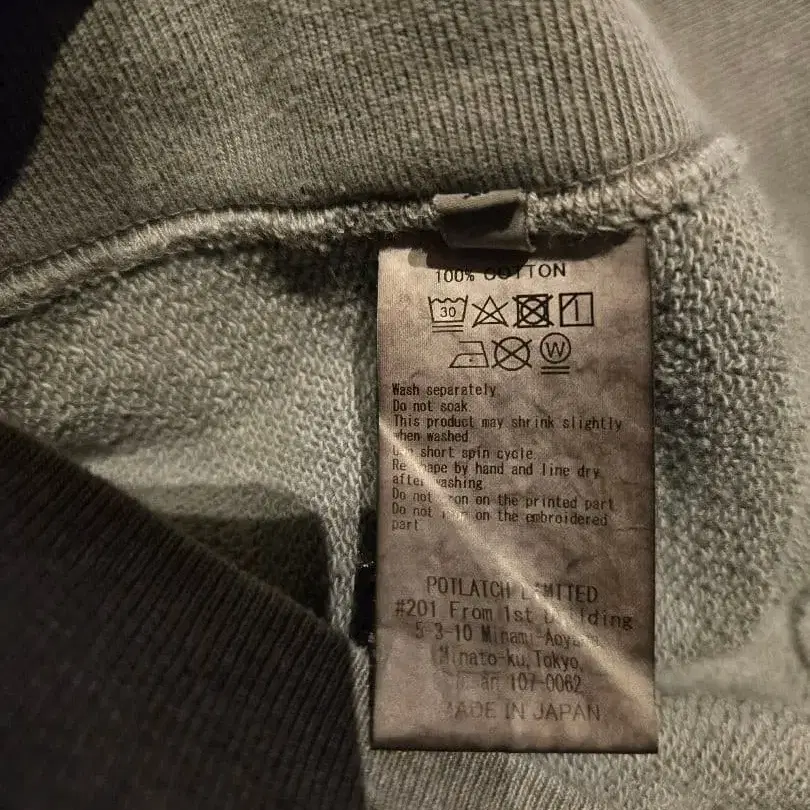 100% COTTON
30
W
Wash separately
Do not soak
This product may shrink slightly
when washed
short spin cycle.
by hand and line dry
after washing
Do not iron on the printed part
Do not on the embroidered
part
POTLATCH LIMITED
#201 From 1st Building
5-3-10 Minami-Aoyama,
Minato-ku, Tokyo,
107-0062
MADE IN JAPAN